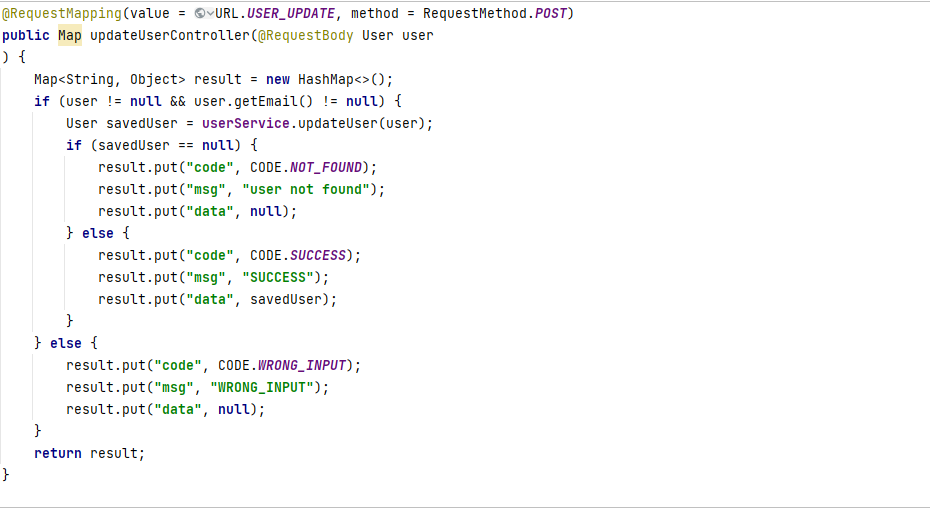 @RequestMapping(value = URL.USER_UPDATE, method = RequestMethod.POST)
public Map updateUserController(@RequestBody User user
) {
    Map<String, Object> result = new HashMap<>();
    if (user != null && user.getEmail() != null) {
        User savedUser = userService.updateUser(user);
        if (savedUser == null) {
            result.put("code", CODE.NOT_FOUND);
            result.put("msg", "user not found");
            result.put("data", null);
        } else {
            result.put("code", CODE.SUCCESS);
            result.put("msg", "SUCCESS");
            result.put("data", savedUser);
        }
    } else {
        result.put("code", CODE.WRONG_INPUT);
        result.put("msg", "WRONG_INPUT");
        result.put("data", null);
    }
    return result;
}